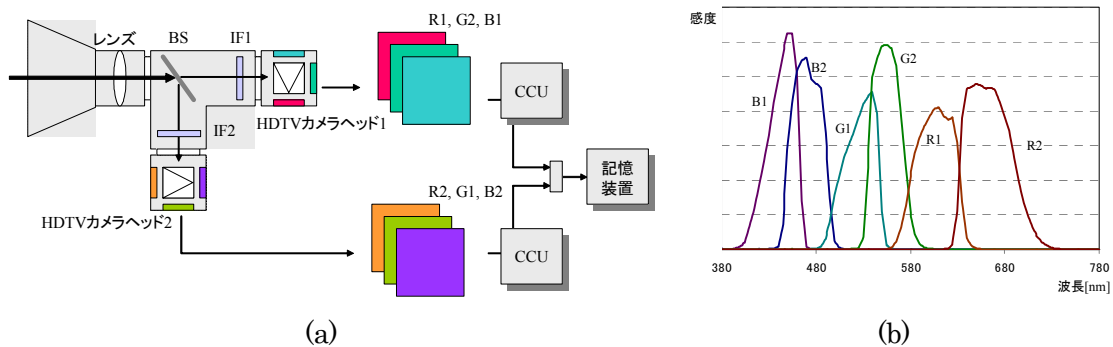 レンズ
BS
IF1
R1, G2, B1
CCU
HDTVカメラヘッド1
IF2
記憶
装置
R2, G1, B2
HDTVカメラヘッド2
CCU
(a)
感度
B1
B2
G1
G2
R1
R2
380
480
580
680
780
波長[nm]
(b)